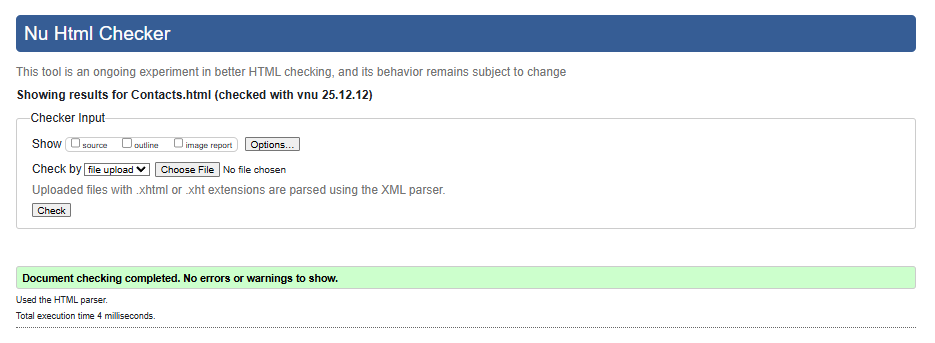 Nu Html Checker
This tool is an ongoing experiment in better HTML checking, and its behavior remains subject to change
Showing results for Contacts.html (checked with vnu 25.12.12)
Checker Input
Show source outline image report Options...
Check by file upload Choose File No file chosen
Uploaded files with .xhtml or .xht extensions are parsed using the XML parser.
Check
Document checking completed. No errors or warnings to show.
Used the HTML parser.
Total execution time 4 milliseconds.